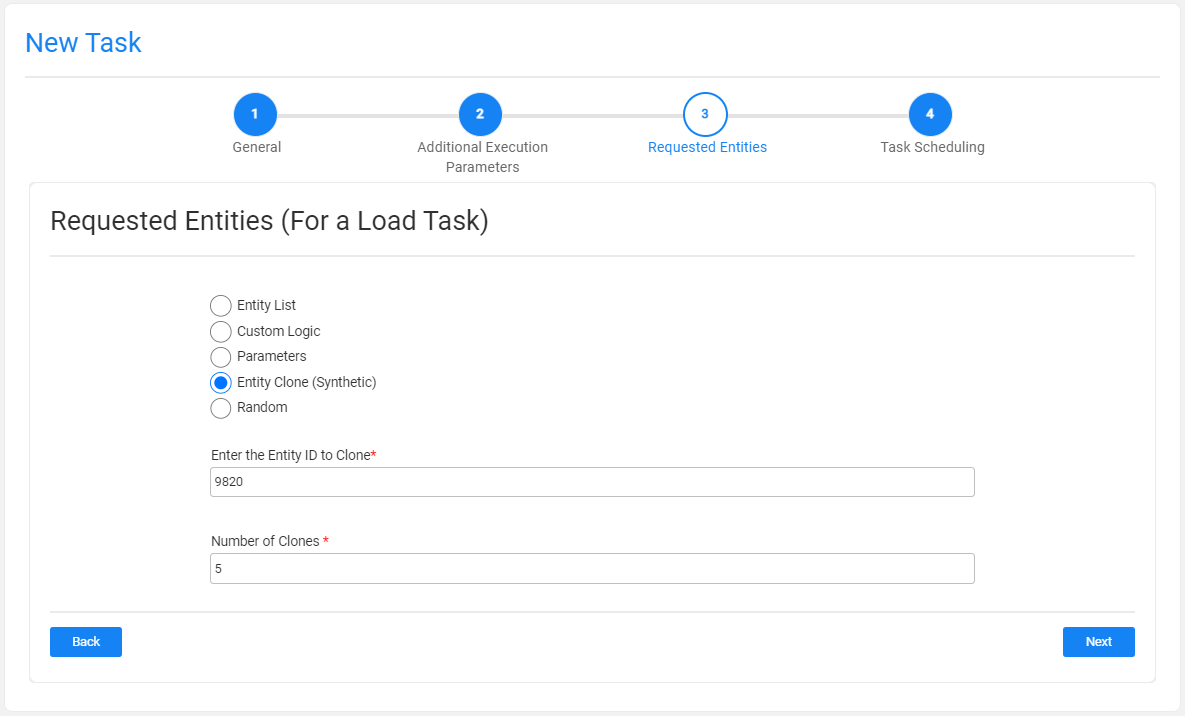 New Task
1
2
3
4
General
Additional Execution
Parameters
Requested Entities
Task Scheduling
Requested Entities (For a Load Task)
Entity List
Custom Logic
Parameters
Entity Clone (Synthetic)
Random
Enter the Entity ID to Clone*
9820
Number of Clones *
5
Back
Next